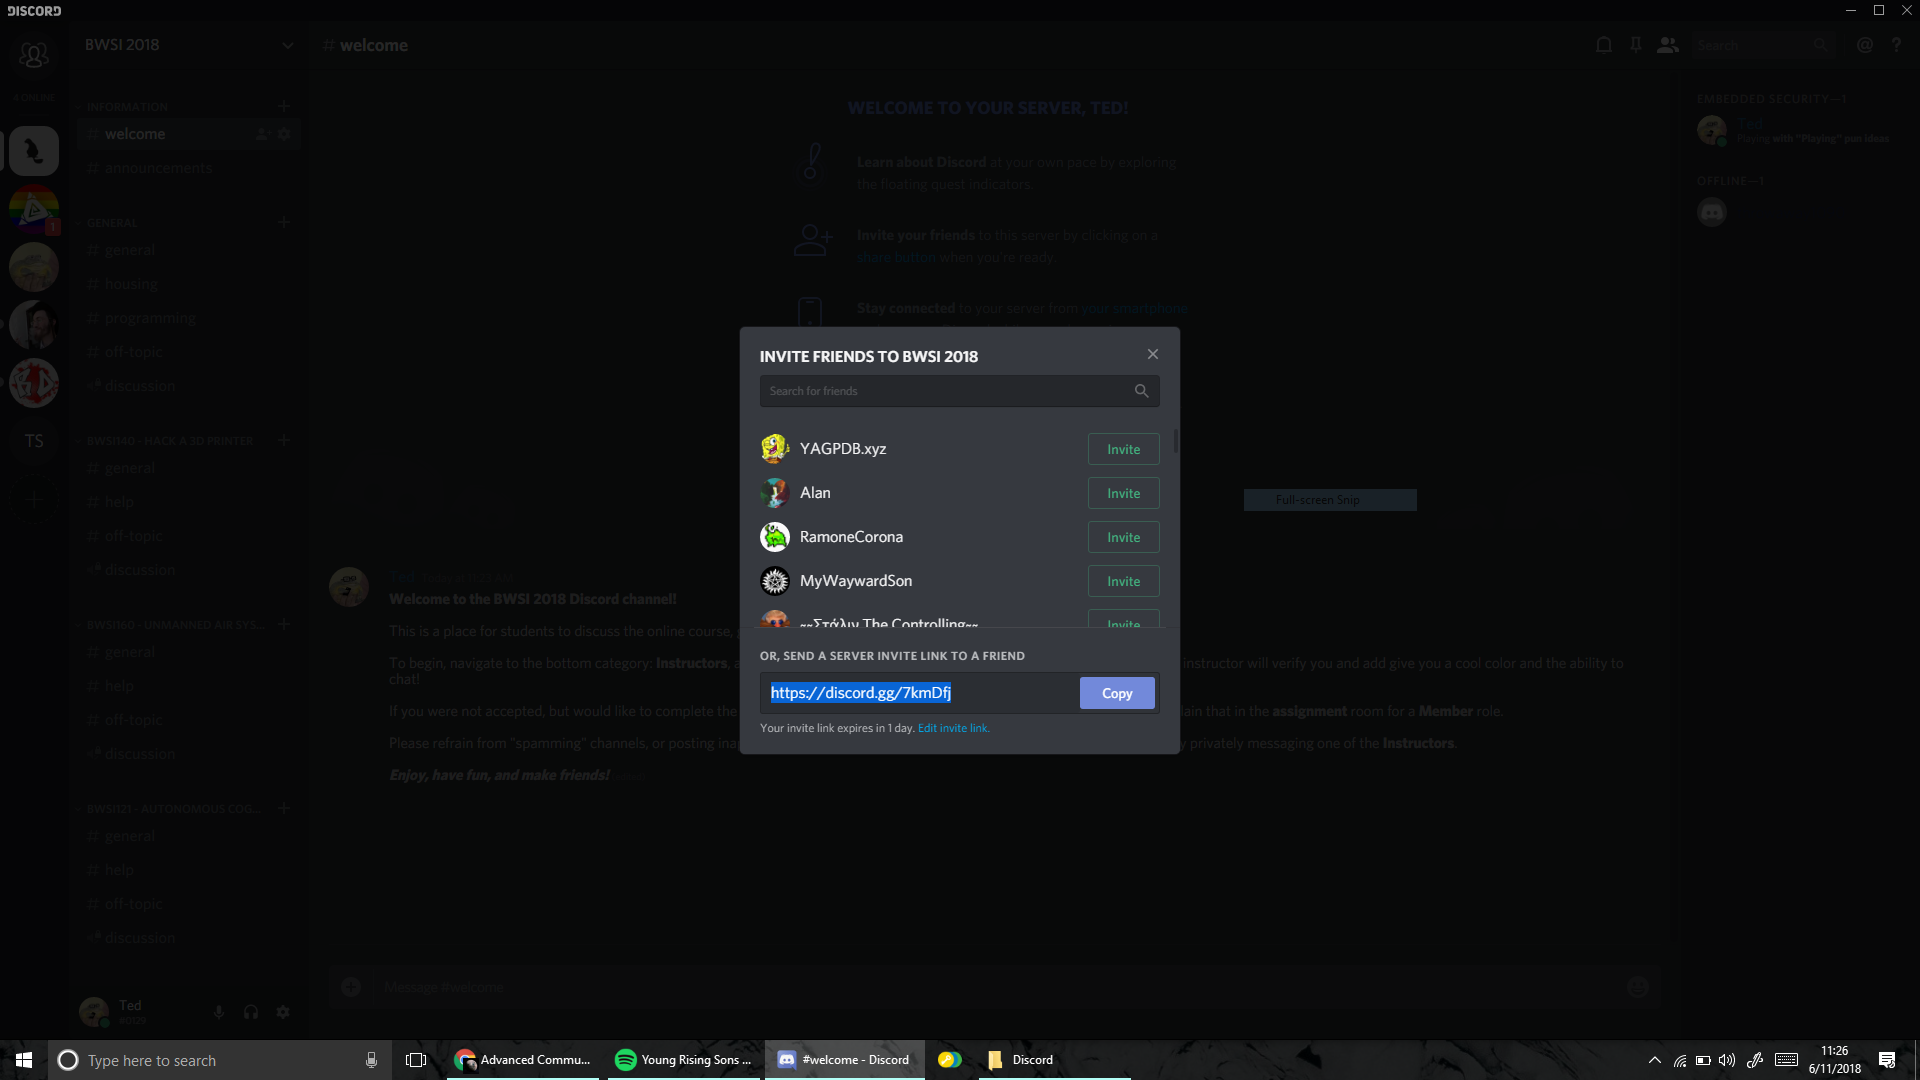 DISCORD
BWSI 2018
# welcome
Search
INFORMATION
# welcome
# announcements
GENERAL
# general
# housing
# programming
# off-topic
discussion
BWSI140 - HACK A 3D PRINTER
# general
# help
# off-topic
discussion
BWSI160 - UNMANNED AIR SYS...
# general
# help
# off-topic
discussion
BWSI121 - AUTONOMOUS COG...
# general
# help
# off-topic
discussion
1
TS
Ted
#0129
WELCOME TO YOUR SERVER, TED!
Learn about Discord at your own pace by exploring
the floating quest indicators.
Invite your friends to this server by clicking on a
share button when you're ready.
Stay connected to your server from your smartphone
INVITE FRIENDS TO BWSI 2018
Search for friends
YAGPDB.xyz Invite
Alan Invite
RamoneCorona Invite
MyWaywardSon Invite
~~Στάλιν The Controlling~~ Invite
OR, SEND A SERVER INVITE LINK TO A FRIEND
https://discord.gg/7kmDfj Copy
Your invite link expires in 1 day. Edit invite link.
Full-screen Snip
Ted
Welcome to the BWSI 2018 Discord channel!
This is a place for students to discuss the online course,
To begin, navigate to the bottom category: Instructors, instructor will verify you and add give you a cool color and the ability to
chat!
If you were not accepted, but would like to complete the lain that in the assignment room for a Member role.
Please refrain from "spamming" channels, or posting ina y privately messaging one of the Instructors.
Enjoy, have fun, and make friends!
Message #welcome
EMBEDDED SECURITY—1
Ted
Playing with "Playing" pun ideas
OFFLINE—1
Type here to search
Advanced Commu...
Young Rising Sons ...
#welcome - Discord
Discord
11:26
6/11/2018